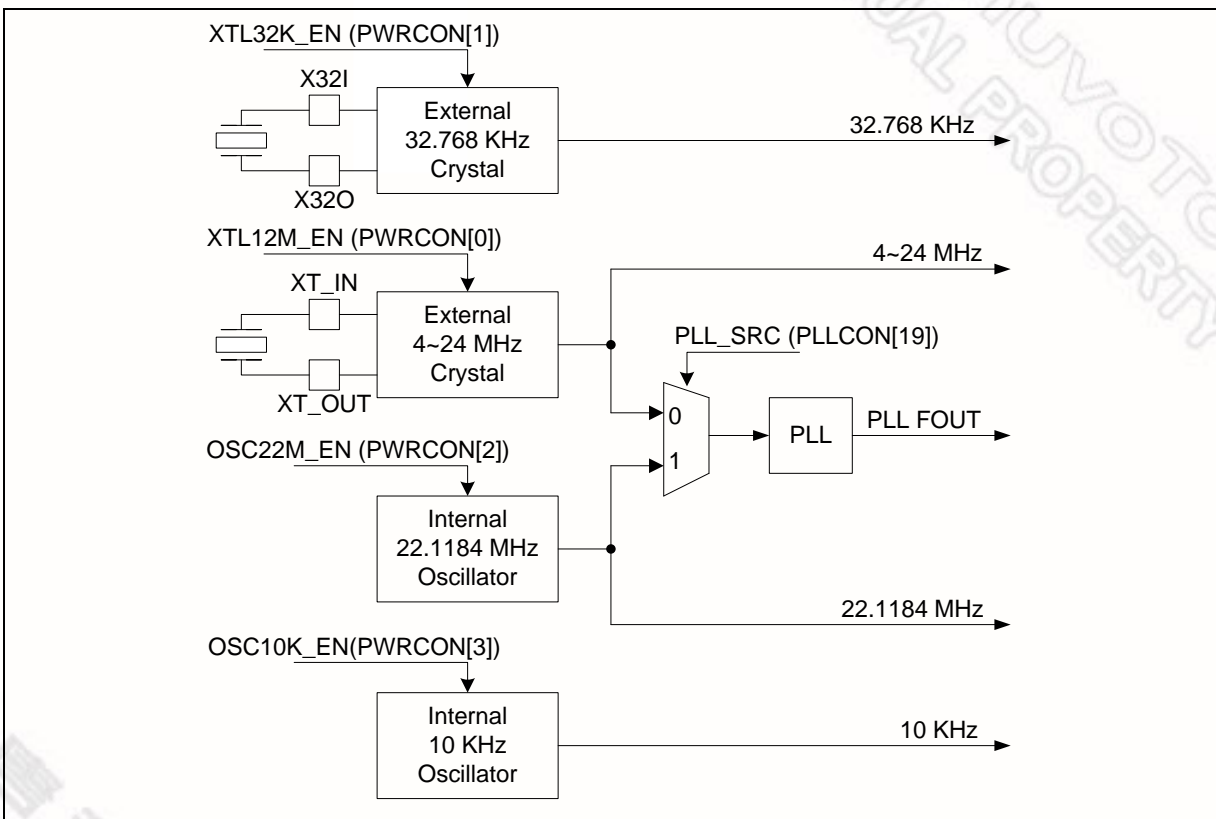 XTL32K_EN (PWRCON[1])
X32I
External
32.768 KHz
Crystal
32.768 KHz
X32O
XTL12M_EN (PWRCON[0])
4~24 MHz
XT_IN
External
4~24 MHz
Crystal
PLL_SRC (PLLCON[19])
XT_OUT
0
1
PLL
PLL FOUT
OSC22M_EN (PWRCON[2])
Internal
22.1184 MHz
Oscillator
22.1184 MHz
OSC10K_EN(PWRCON[3])
Internal
10 KHz
Oscillator
10 KHz